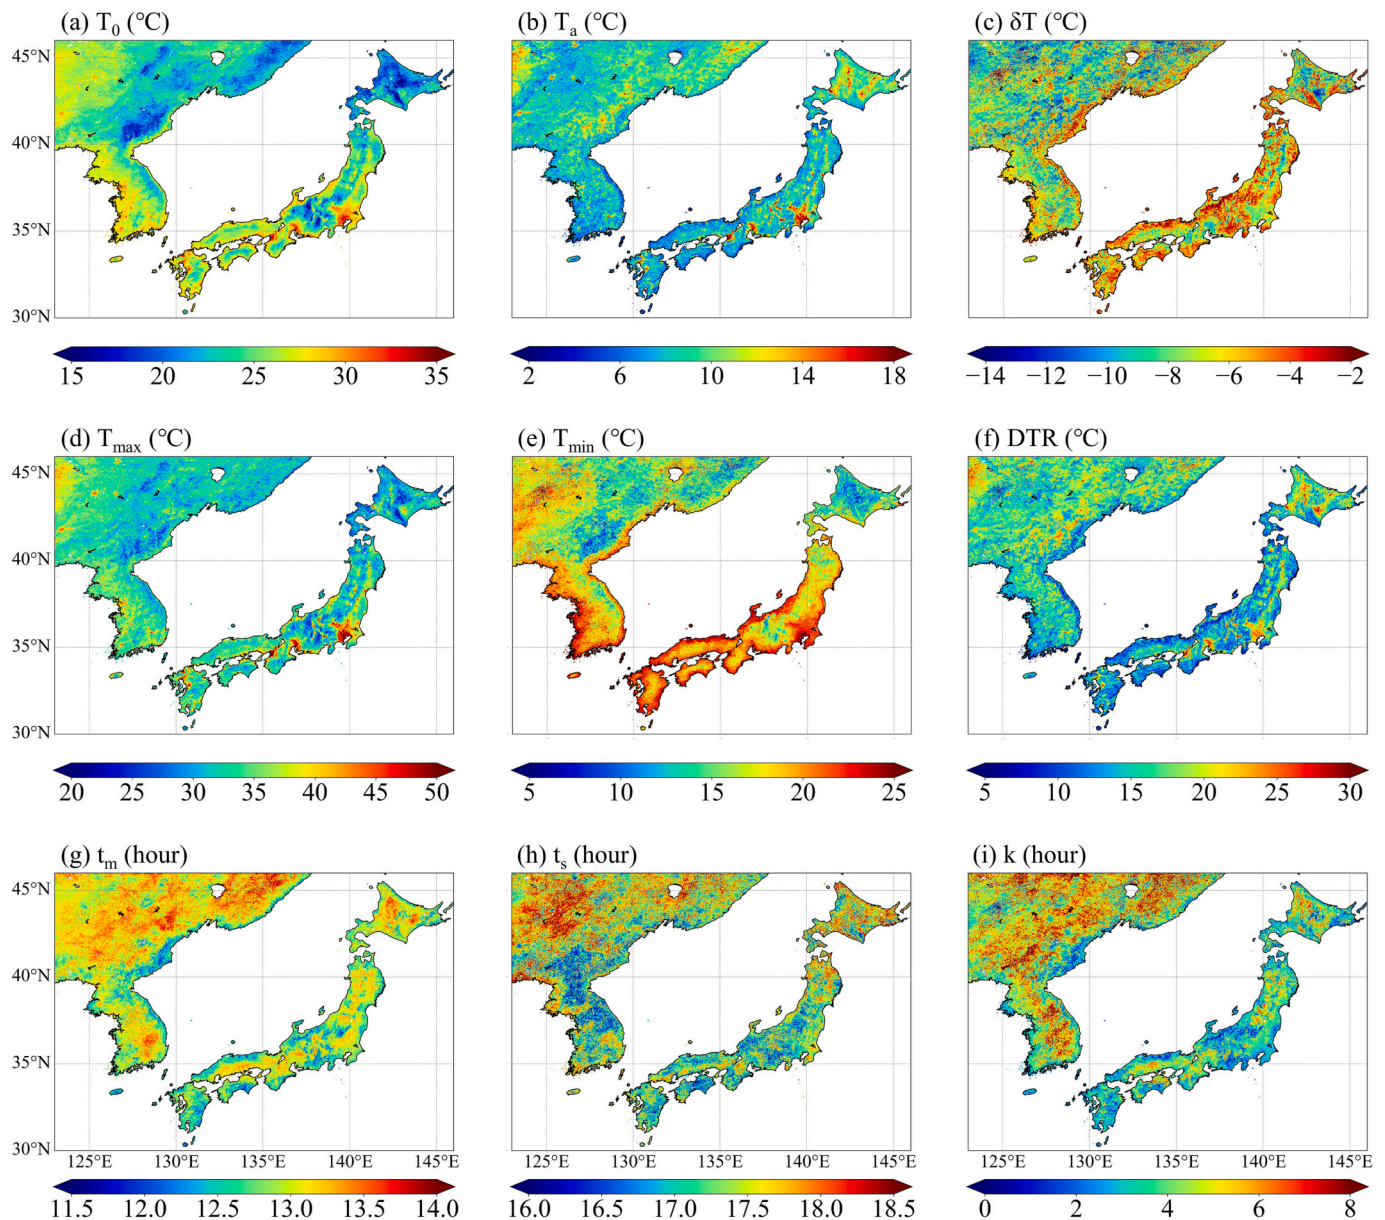 (a) T₀ (℃) (b) Tₐ (℃) (c) δT (℃)
45°N
40°N
35°N
30°N
15 20 25 30 35 2 6 10 14 18 −14 −12 −10 −8 −6 −4 −2
(d) Tmax (℃) (e) Tmin (℃) (f) DTR (℃)
45°N
40°N
35°N
30°N
20 25 30 35 40 45 50 5 10 15 20 25 5 10 15 20 25 30
(g) tm (hour) (h) ts (hour) (i) k (hour)
45°N
40°N
35°N
30°N
125°E 130°E 135°E 140°E 145°E 125°E 130°E 135°E 140°E 145°E 125°E 130°E 135°E 140°E 145°E
11.5 12.0 12.5 13.0 13.5 14.0 16.0 16.5 17.0 17.5 18.0 18.5 0 2 4 6 8